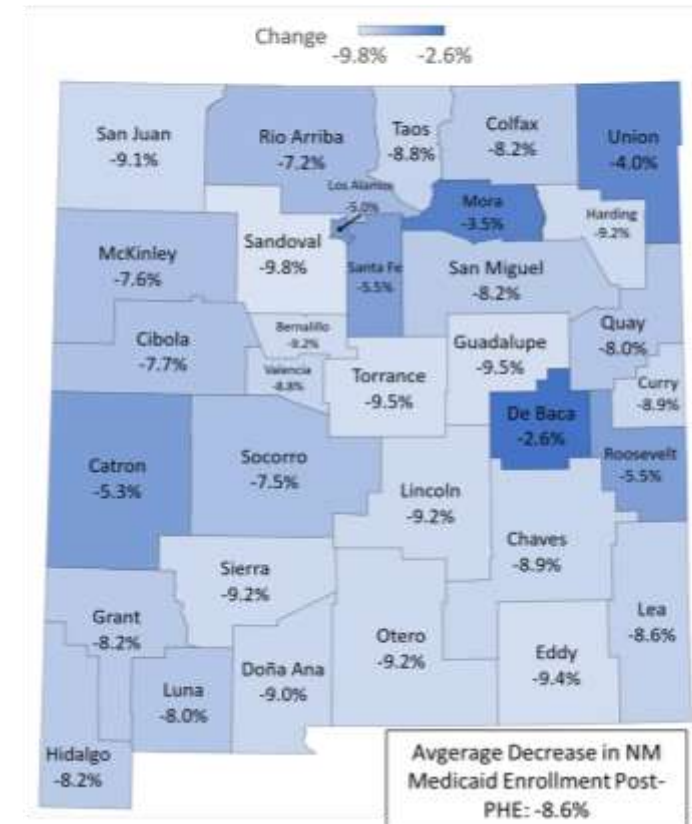 Change
-9.8% -2.6%
San Juan
-9.1%
Rio Arriba
-7.2%
Taos
-8.8%
Colfax
-8.2%
Union
-4.0%
Los Alamos
-5.0%
Mora
-3.5%
Harding
-9.2%
McKinley
-7.6%
Sandoval
-9.8%
Santa Fe
-5.5%
San Miguel
-8.2%
Cibola
-7.7%
Bernalillo
-9.2%
Valencia
-8.8%
Torrance
-9.5%
Guadalupe
-9.5%
Quay
-8.0%
Curry
-8.9%
De Baca
-2.6%
Roosevelt
-5.5%
Catron
-5.3%
Socorro
-7.5%
Lincoln
-9.2%
Chaves
-8.9%
Sierra
-9.2%
Grant
-8.2%
Luna
-8.0%
Doña Ana
-9.0%
Otero
-9.2%
Eddy
-9.4%
Lea
-8.6%
Hidalgo
-8.2%
Avgerage Decrease in NM
Medicaid Enrollment Post-
PHE: -8.6%